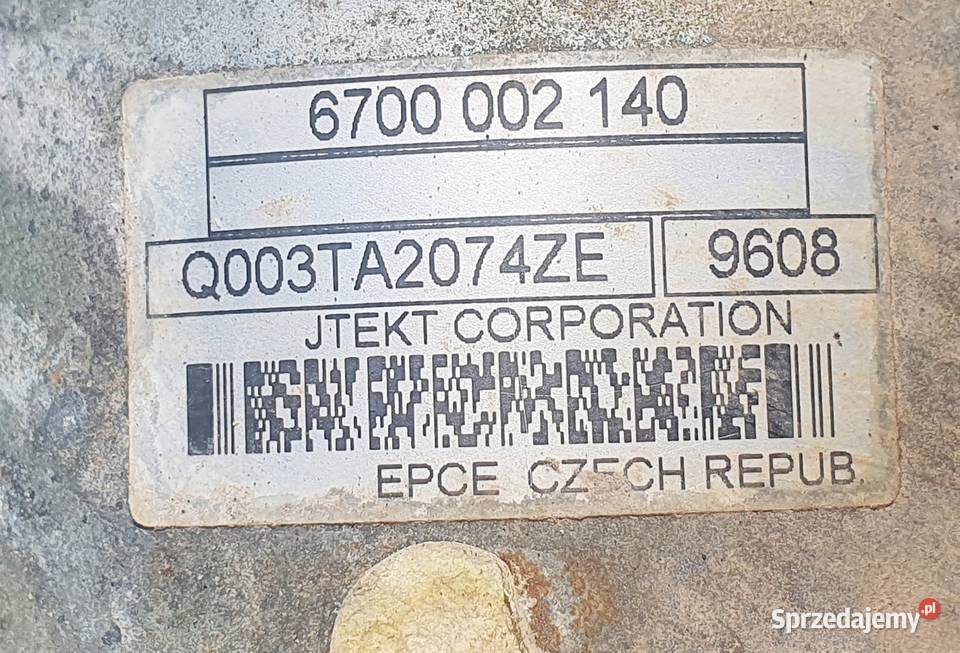 6700 002 140
Q003TA2074ZE 9608
JTEKT CORPORATION
EPCE CZECH REPUB.
Sprzedajemy.pl